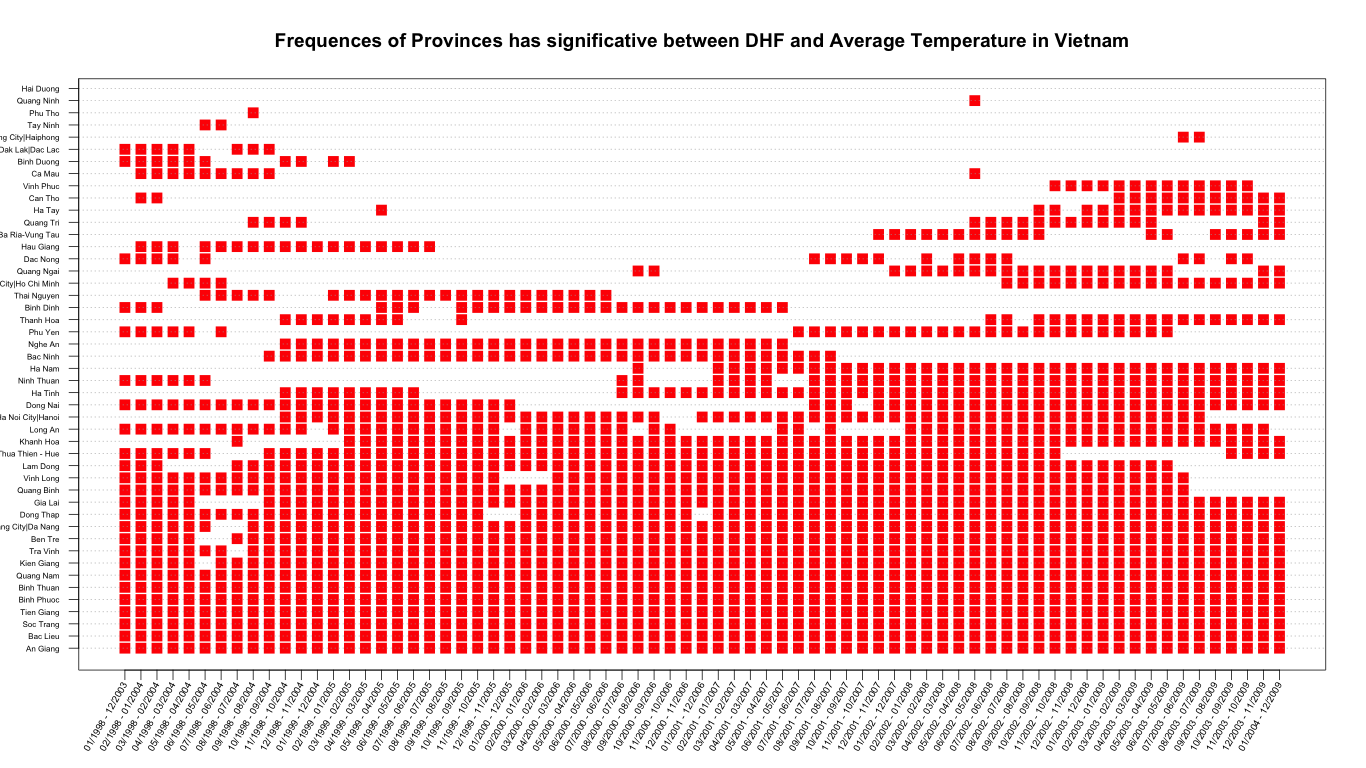 Frequences of Provinces has significative between DHF and Average Temperature in Vietnam
Hai Duong
Quang Ninh
Phu Tho
Tay Ninh
ng City|Haiphong
Dak Lak|Dac Lac
Binh Duong
Ca Mau
Vinh Phuc
Can Tho
Ha Tay
Quang Tri
Ba Ria-Vung Tau
Hau Giang
Dac Nong
Quang Ngai
City|Ho Chi Minh
Thai Nguyen
Binh Dinh
Thanh Hoa
Phu Yen
Nghe An
Bac Ninh
Ha Nam
Ninh Thuan
Ha Tinh
Dong Nai
Ha Noi City|Hanoi
Long An
Khanh Hoa
Thua Thien - Hue
Lam Dong
Vinh Long
Quang Binh
Gia Lai
Dong Thap
ng City|Da Nang
Ben Tre
Tra Vinh
Kien Giang
Quang Nam
Binh Thuan
Binh Phuoc
Tien Giang
Soc Trang
Bac Lieu
An Giang
01/1998 - 12/2003
02/1998 - 01/2004
03/1998 - 02/2004
04/1998 - 03/2004
05/1998 - 04/2004
06/1998 - 05/2004
07/1998 - 06/2004
08/1998 - 07/2004
09/1998 - 08/2004
10/1998 - 09/2004
11/1998 - 10/2004
12/1998 - 11/2004
01/1999 - 12/2004
02/1999 - 01/2005
03/1999 - 02/2005
04/1999 - 03/2005
05/1999 - 04/2005
06/1999 - 05/2005
07/1999 - 06/2005
08/1999 - 07/2005
09/1999 - 08/2005
10/1999 - 09/2005
11/1999 - 10/2005
12/1999 - 11/2005
01/2000 - 12/2005
02/2000 - 01/2006
03/2000 - 02/2006
04/2000 - 03/2006
05/2000 - 04/2006
06/2000 - 05/2006
07/2000 - 06/2006
08/2000 - 07/2006
09/2000 - 08/2006
10/2000 - 09/2006
11/2000 - 10/2006
12/2000 - 11/2006
01/2001 - 12/2006
02/2001 - 01/2007
03/2001 - 02/2007
04/2001 - 03/2007
05/2001 - 04/2007
06/2001 - 05/2007
07/2001 - 06/2007
08/2001 - 07/2007
09/2001 - 08/2007
10/2001 - 09/2007
11/2001 - 10/2007
12/2001 - 11/2007
01/2002 - 12/2007
02/2002 - 01/2008
03/2002 - 02/2008
04/2002 - 03/2008
05/2002 - 04/2008
06/2002 - 05/2008
07/2002 - 06/2008
08/2002 - 07/2008
09/2002 - 08/2008
10/2002 - 09/2008
11/2002 - 10/2008
12/2002 - 11/2008
01/2003 - 12/2008
02/2003 - 01/2009
03/2003 - 02/2009
04/2003 - 03/2009
05/2003 - 04/2009
06/2003 - 05/2009
07/2003 - 06/2009
08/2003 - 07/2009
09/2003 - 08/2009
10/2003 - 09/2009
11/2003 - 10/2009
12/2003 - 11/2009
01/2004 - 12/2009